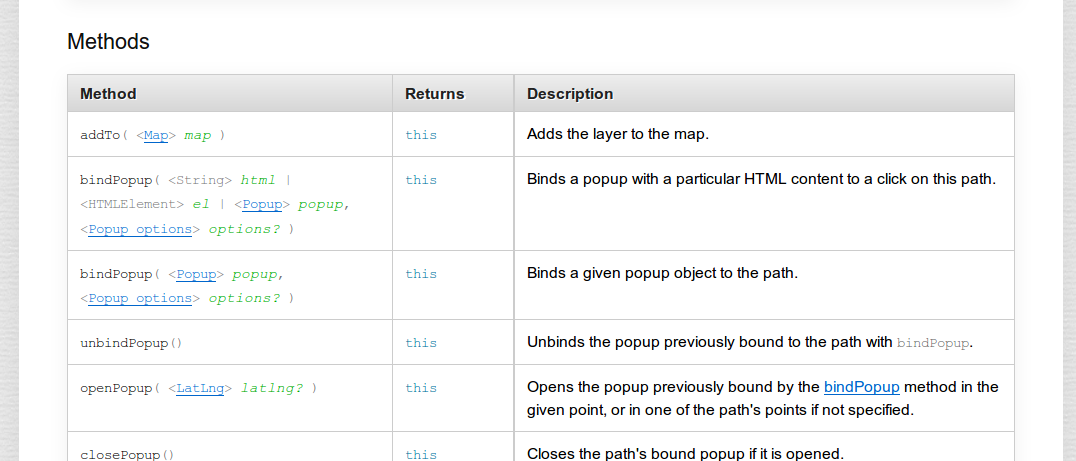 Methods
Method Returns Description
addTo( <Map> map ) this Adds the layer to the map.
bindPopup( <String> html | this Binds a popup with a particular HTML content to a click on this path.
<HTMLElement> el | <Popup> popup,
<Popup options> options? )
bindPopup( <Popup> popup, this Binds a given popup object to the path.
<Popup options> options? )
unbindPopup() this Unbinds the popup previously bound to the path with bindPopup.
openPopup( <LatLng> latlng? ) this Opens the popup previously bound by the bindPopup method in the
given point, or in one of the path's points if not specified.
closePopup() this Closes the path's bound popup if it is opened.